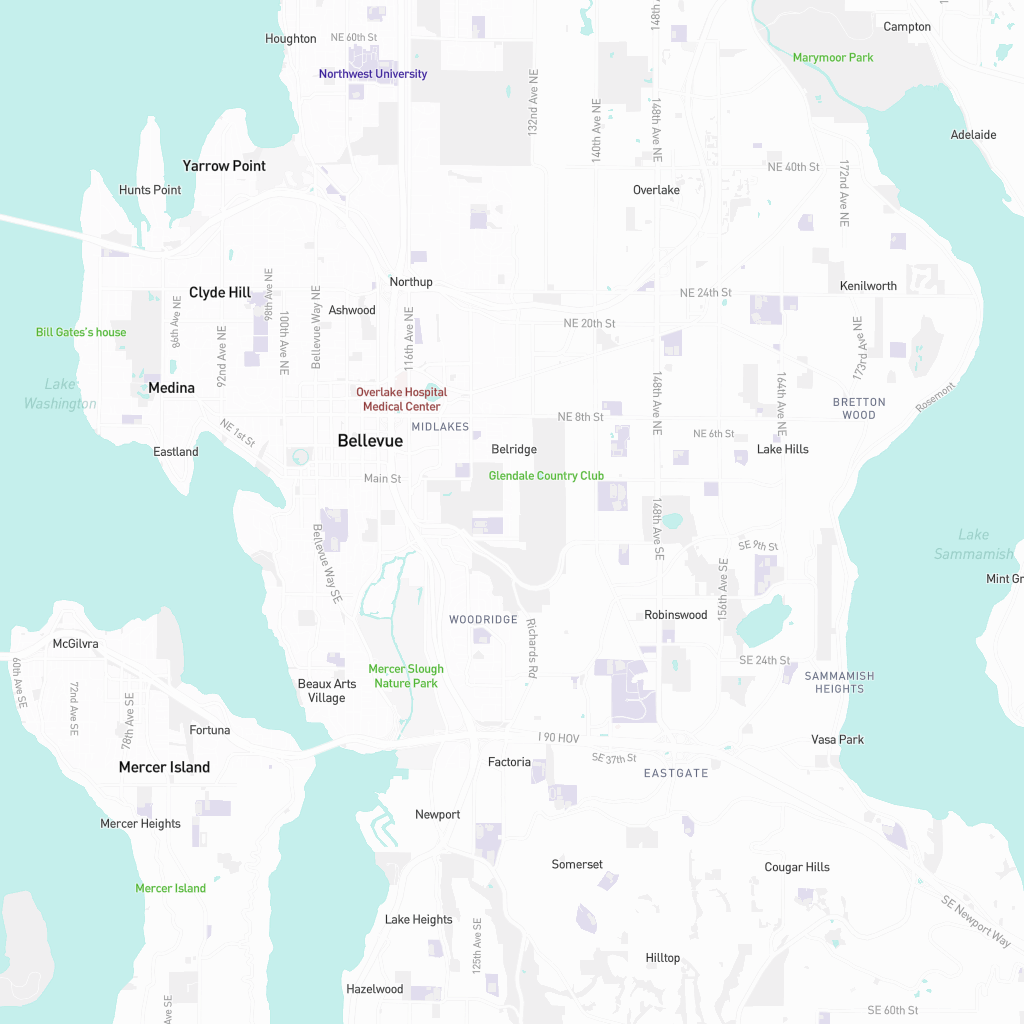 Campton
Houghton
NE 60th St
148th Ave NE
Marymoor Park
Northwest University
132nd Ave NE
140th Ave NE
148th Ave NE
Adelaide
Yarrow Point
NE 40th St
172nd Ave NE
Hunts Point
Overlake
Northup
Kenilworth
Clyde Hill
98th Ave NE
NE 24th St
Ashwood
Bellevue Way NE
86th Ave NE
NE 20th St
Bill Gates's house
92nd Ave NE
100th Ave NE
116th Ave NE
173rd Ave NE
Lake
Washington
Medina
Overlake Hospital
Medical Center
148th Ave NE
164th Ave NE
Rosemont
BRETTON
WOOD
NE 8th St
MIDLAKES
NE 1st St
NE 6th St
Bellevue
Eastland
Belridge
Lake Hills
Main St
Glendale Country Club
148th Ave SE
Lake
Sammamish
SE 9th St
Bellevue Way SE
156th Ave SE
Mint Gr
WOODRIDGE
Robinswood
McGilvra
Richards Rd
SE 24th St
60th Ave SE
Mercer Slough
Nature Park
SAMMAMISH
HEIGHTS
Beaux Arts
Village
72nd Ave SE
78th Ave SE
Fortuna
I 90 HOV
Vasa Park
SE 37th St
Factoria
Mercer Island
EASTGATE
Newport
Mercer Heights
Somerset
Cougar Hills
Mercer Island
Lake Heights
SE Newport Way
125th Ave SE
Hilltop
Hazelwood
Ave SE
SE 60th St